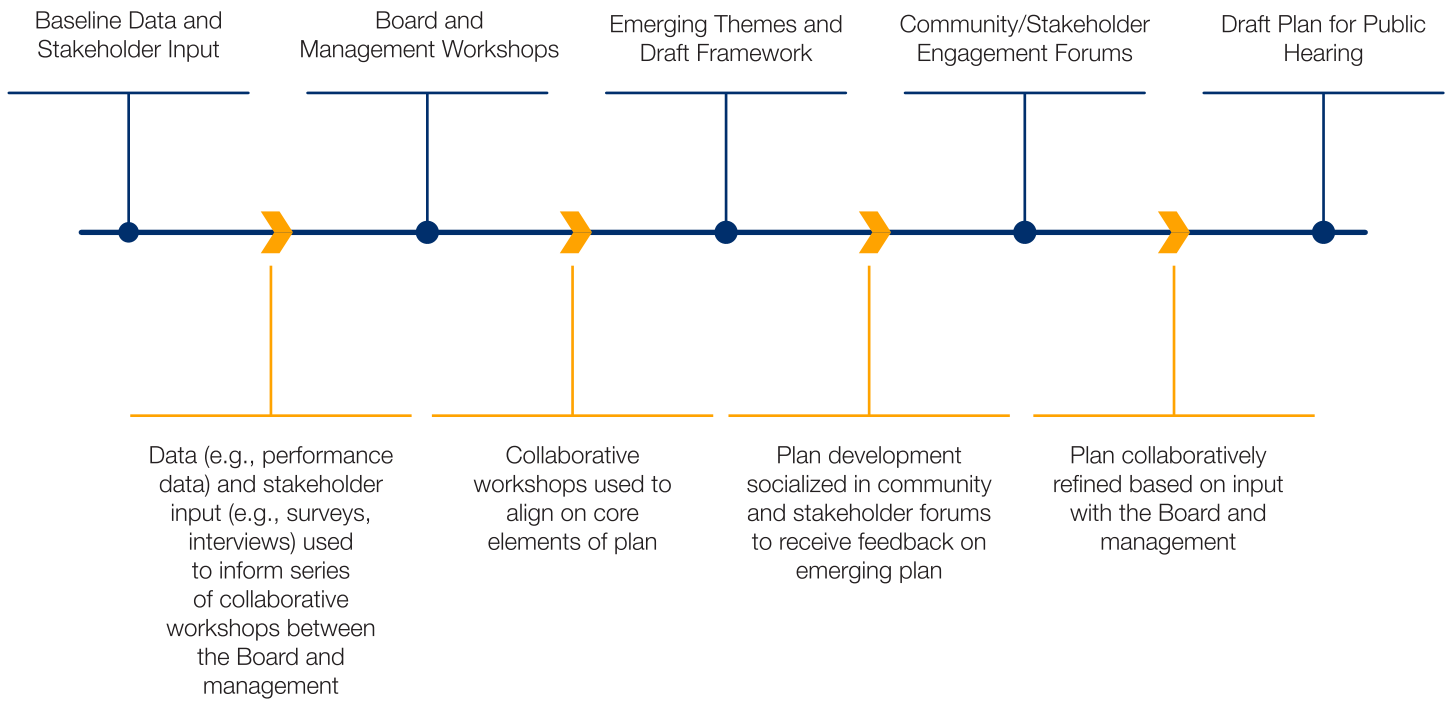 Baseline Data and
Stakeholder Input
Board and
Management Workshops
Emerging Themes and
Draft Framework
Community/Stakeholder
Engagement Forums
Draft Plan for Public
Hearing
Data (e.g., performance
data) and stakeholder
input (e.g., surveys,
interviews) used
to inform series
of collaborative
workshops between
the Board and
management
Collaborative
workshops used to
align on core
elements of plan
Plan development
socialized in community
and stakeholder forums
to receive feedback on
emerging plan
Plan collaboratively
refined based on input
with the Board and
management